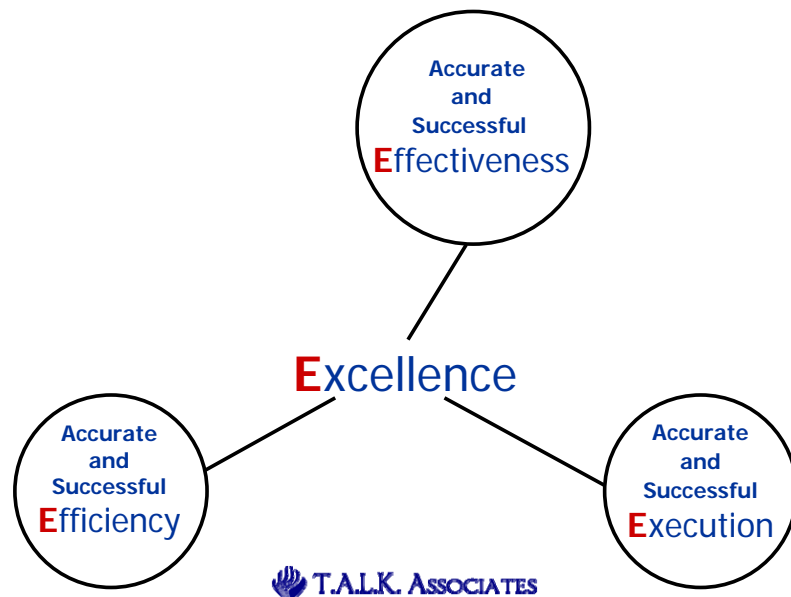 Accurate
and
Successful
Effectiveness
Excellence
Accurate
and
Successful
Efficiency
Accurate
and
Successful
Execution
T.A.L.K. ASSOCIATES